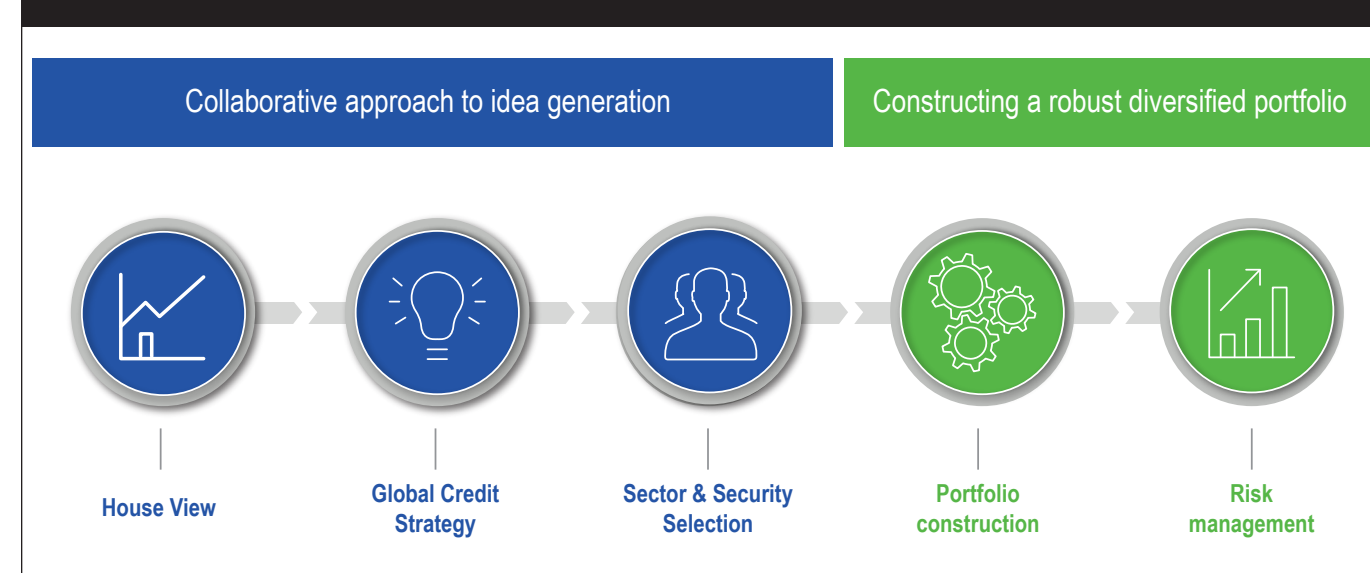 Collaborative approach to idea generation
Constructing a robust diversified portfolio
House View
Global Credit
Strategy
Sector & Security
Selection
Portfolio
construction
Risk
management